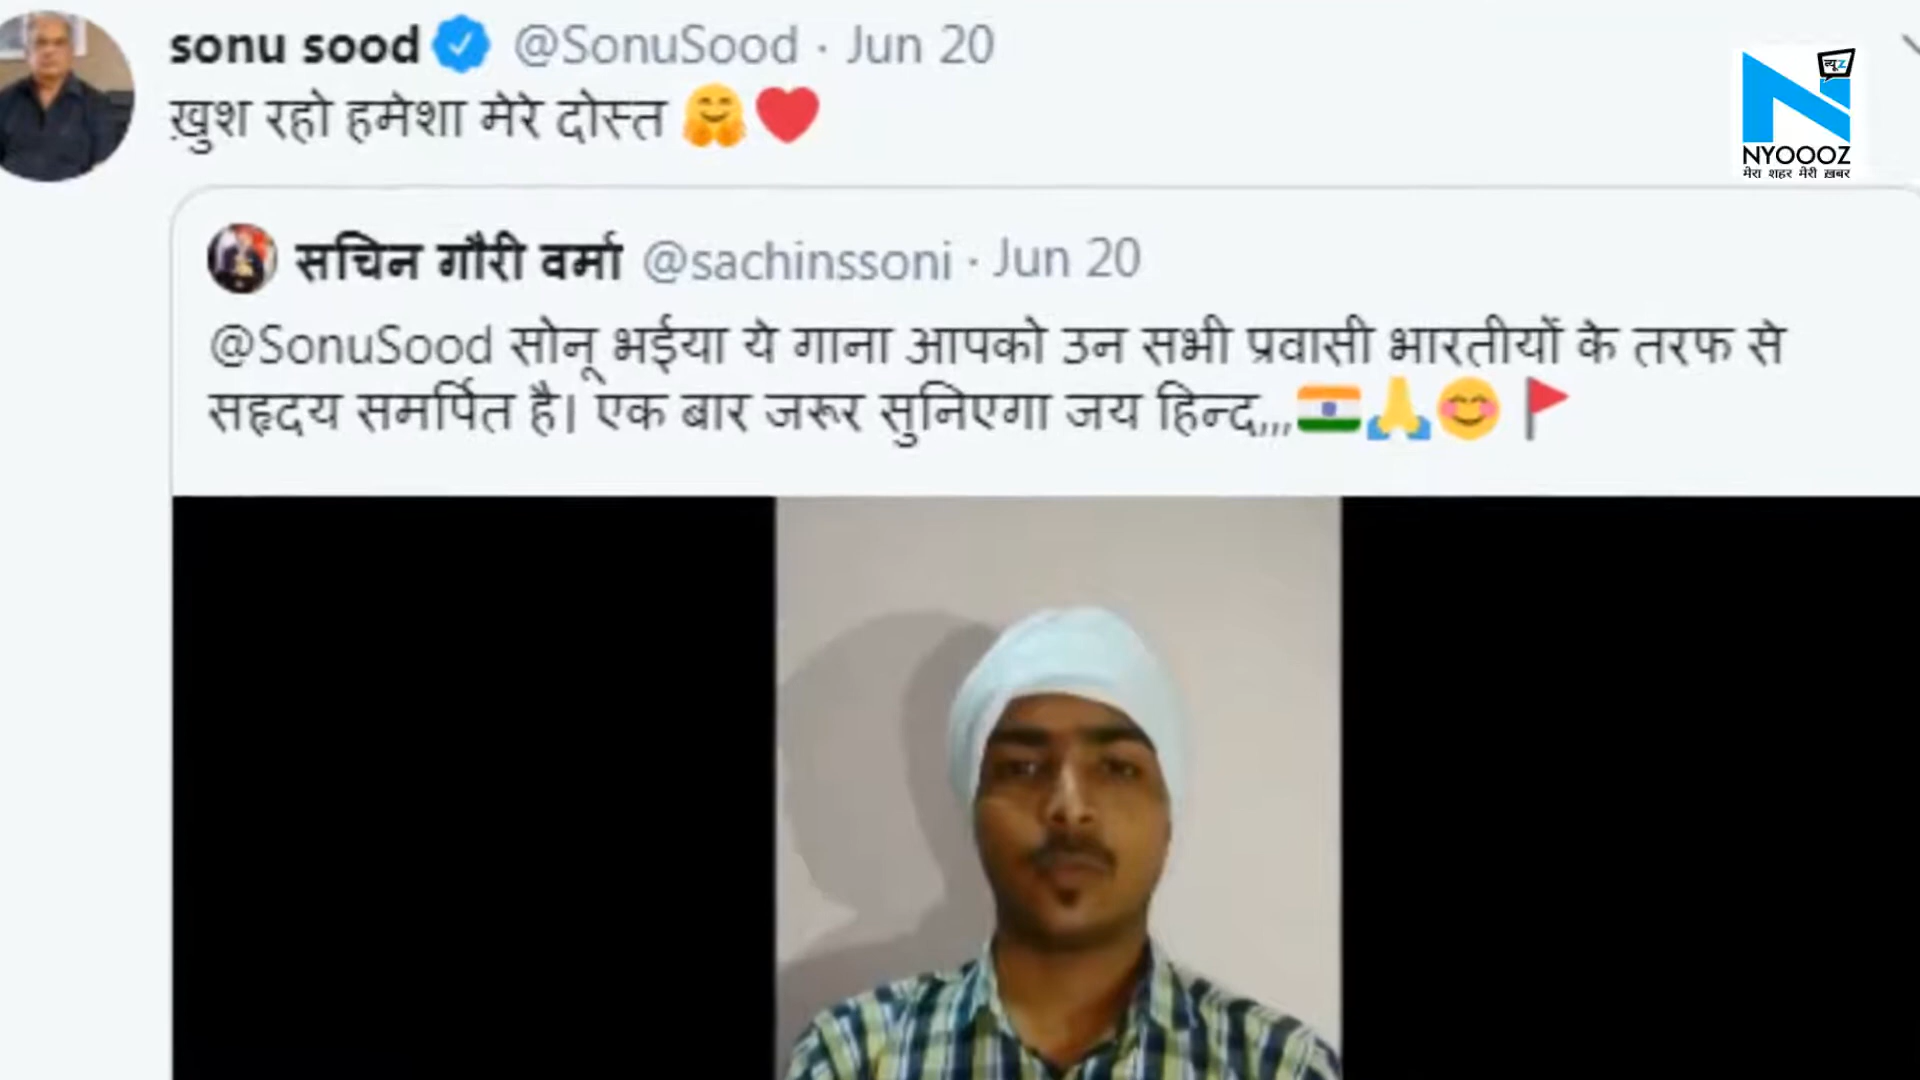 sonu sood @SonuSood · Jun 20
ख़ुश रहो हमेशा मेरे दोस्त 🤗❤️
न्यूz
NYOOOZ
मेरा शहर मेरी ख़बर
सचिन गौरी वर्मा @sachinssoni · Jun 20
@SonuSood सोनू भईया ये गाना आपको उन सभी प्रवासी भारतीयों के तरफ से
सहृदय समर्पित है। एक बार जरूर सुनिएगा जय हिन्द,,,🇮🇳🙏😊🚩